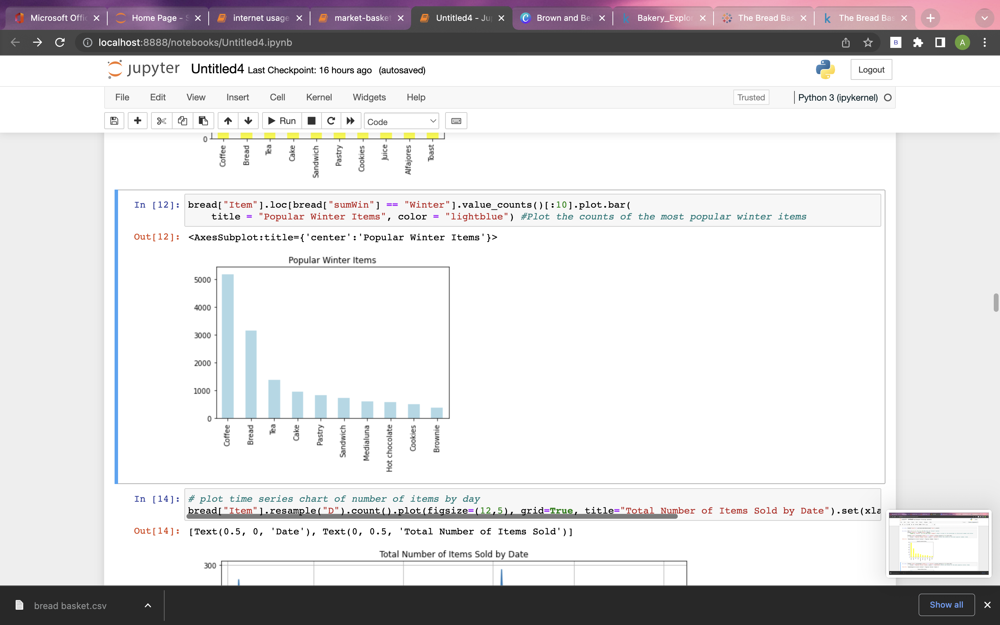 Microsoft Offic
Home Page - S
internet usage
market-basket
Untitled4 - Ju
Brown and Bei
Bakery_Explor
The Bread Bas
The Bread Bas
localhost:8888/notebooks/Untitled4.ipynb
B
A
jupyter Untitled4 Last Checkpoint: 16 hours ago (autosaved)
Logout
File Edit View Insert Cell Kernel Widgets Help
Trusted
Python 3 (ipykernel)
Run
Code
0
Coffee
Bread
Tea
Cake
Sandwich
Pastry
Cookies
Juice
Alfajores
Toast
In [12]: bread["Item"].loc[bread["sumWin"] == "Winter"].value_counts()[:10].plot.bar(
title = "Popular Winter Items", color = "lightblue") #Plot the counts of the most popular winter items
Out[12]: <AxesSubplot:title={'center':'Popular Winter Items'}>
Popular Winter Items
5000
4000
3000
2000
1000
0
Coffee
Bread
Tea
Cake
Pastry
Sandwich
Medialuna
Hot chocolate
Cookies
Brownie
In [14]: # plot time series chart of number of items by day
bread["Item"].resample("D").count().plot(figsize=(12,5), grid=True, title="Total Number of Items Sold by Date").set(xla
Out[14]: [Text(0.5, 0, 'Date'), Text(0, 0.5, 'Total Number of Items Sold')]
Total Number of Items Sold by Date
300
bread basket.csv
Show all